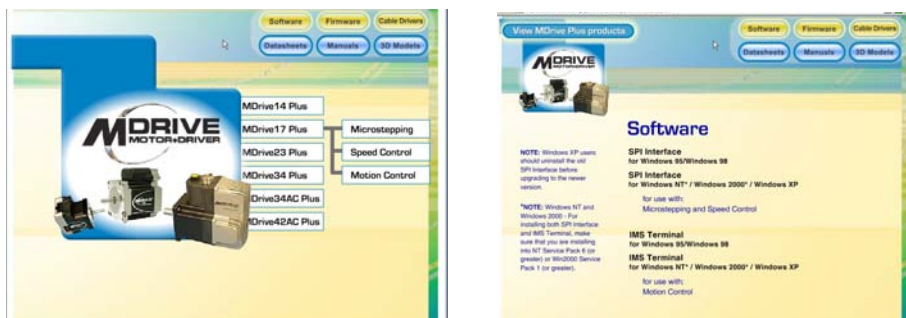 Software Firmware Cable Drivers
Datasheets Manuals 3D Models
MDRIVE
MOTOR+DRIVER
MDrive14 Plus
MDrive17 Plus
Microstepping
MDrive23 Plus
Speed Control
MDrive34 Plus
Motion Control
MDrive34AC Plus
MDrive42AC Plus
View MDrive Plus products
Software Firmware Cable Drivers
Datasheets Manuals 3D Models
MDRIVE
MOTOR+DRIVER
Software
NOTE: Windows XP users
should uninstall the old
SPI Interface before
upgrading to the newer
version.
*NOTE: Windows NT and
Windows 2000 - For
installing both SPI Interface
and IMS Terminal, make
sure that you are installing
into NT Service Pack 6 (or
greater) or Win2000 Service
Pack 1 (or greater).
SPI Interface
for Windows 95/Windows 98
SPI Interface
for Windows NT* / Windows 2000* / Windows XP
for use with:
Microstepping and Speed Control
IMS Terminal
for Windows 95/Windows 98
IMS Terminal
for Windows NT* / Windows 2000* / Windows XP
for use with:
Motion Control